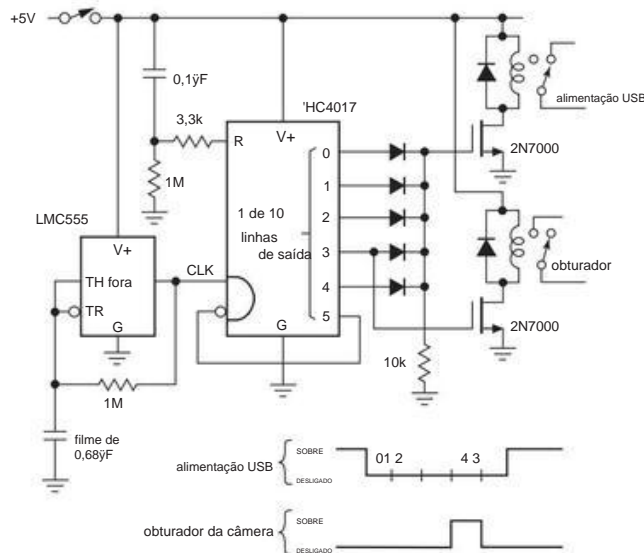 +5V
0,1ÿF
'HC4017
alimentação USB
3,3k
V+
R
0
2N7000
1M
1
LMC555
1 de 10
2
linhas
de saída
V+
CLK
3
obturador
TH fora
4
TR
5
2N7000
G
G
10k
1M
filme de
0,68ÿF
alimentação USB
SOBRE
DESLIGADO
01 2
4 3
obturador da câmera
SOBRE
DESLIGADO